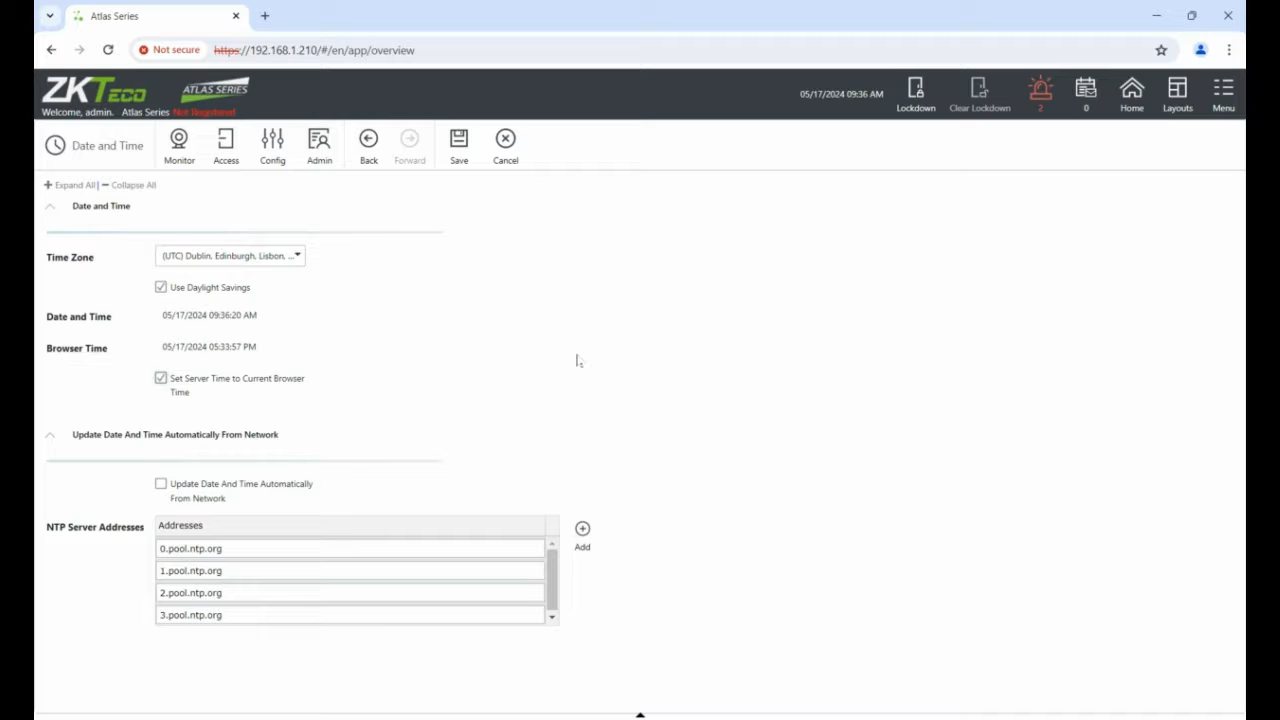 Atlas Series
Not secure https://192.168.1.210/#/en/app/overview
ZKTeco ATLAS SERIES
Welcome, admin. Atlas Series Not Registered
05/17/2024 09:36 AM
Lockdown Clear Lockdown 2 0 Home Layouts Menu
Date and Time Monitor Access Config Admin Back Forward Save Cancel
Expand All | Collapse All
Date and Time
Time Zone (UTC) Dublin, Edinburgh, Lisbon, ...
Use Daylight Savings
Date and Time 05/17/2024 09:36:20 AM
Browser Time 05/17/2024 05:33:57 PM
Set Server Time to Current Browser
Time
Update Date And Time Automatically From Network
Update Date And Time Automatically
From Network
NTP Server Addresses Addresses
0.pool.ntp.org
Add
1.pool.ntp.org
2.pool.ntp.org
3.pool.ntp.org